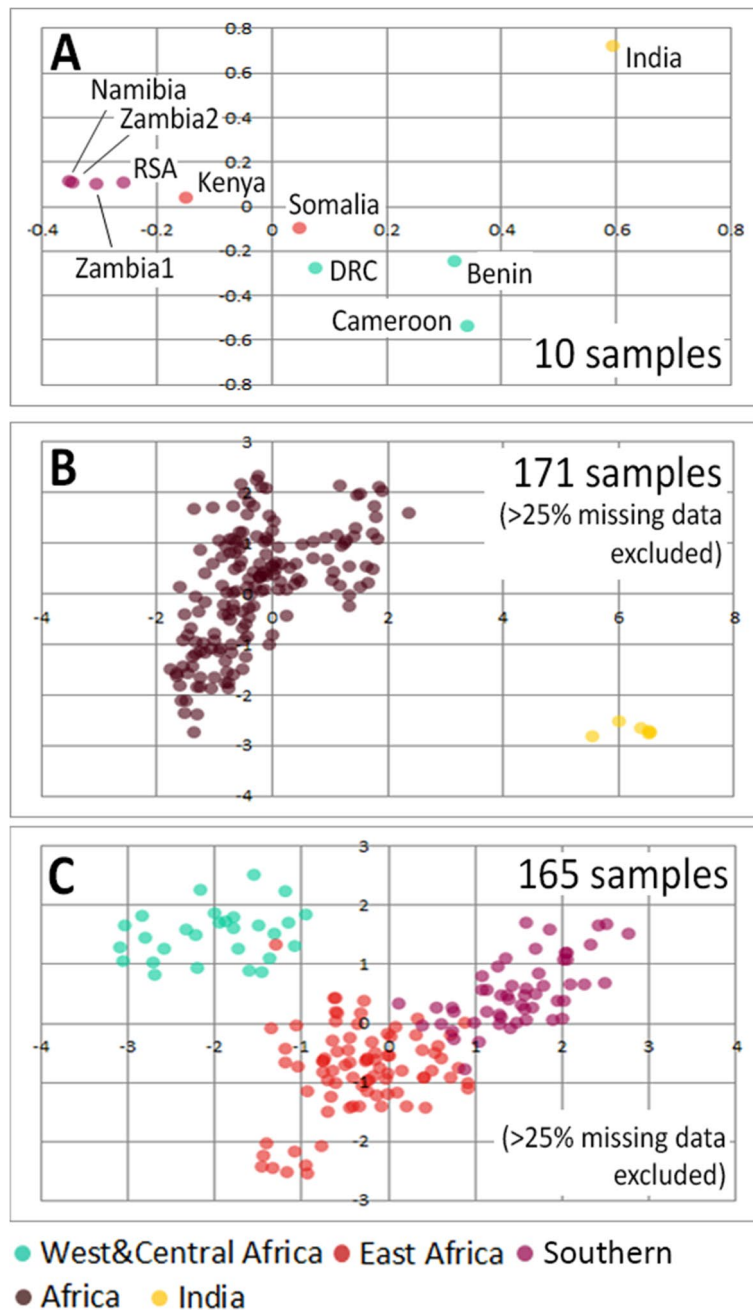 A
0.8
India
0.6
Namibia
0.4
Zambia2
0.2
RSA
Kenya
Somalia
0
-0.4 -0.2 0 0.2 0.4 0.6 0.8
Zambia1
-0.2
DRC
Benin
-0.4
Cameroon
-0.6
10 samples
-0.8
B
3
171 samples
(>25% missing data
excluded)
2
1
0
-4 -2 0 2 4 6 8
-1
-2
-3
-4
C
3
165 samples
2
1
0
-4 -3 -2 -1 0 1 2 3 4
-1
-2
(>25% missing data
excluded)
-3
West&Central Africa East Africa Southern
Africa India